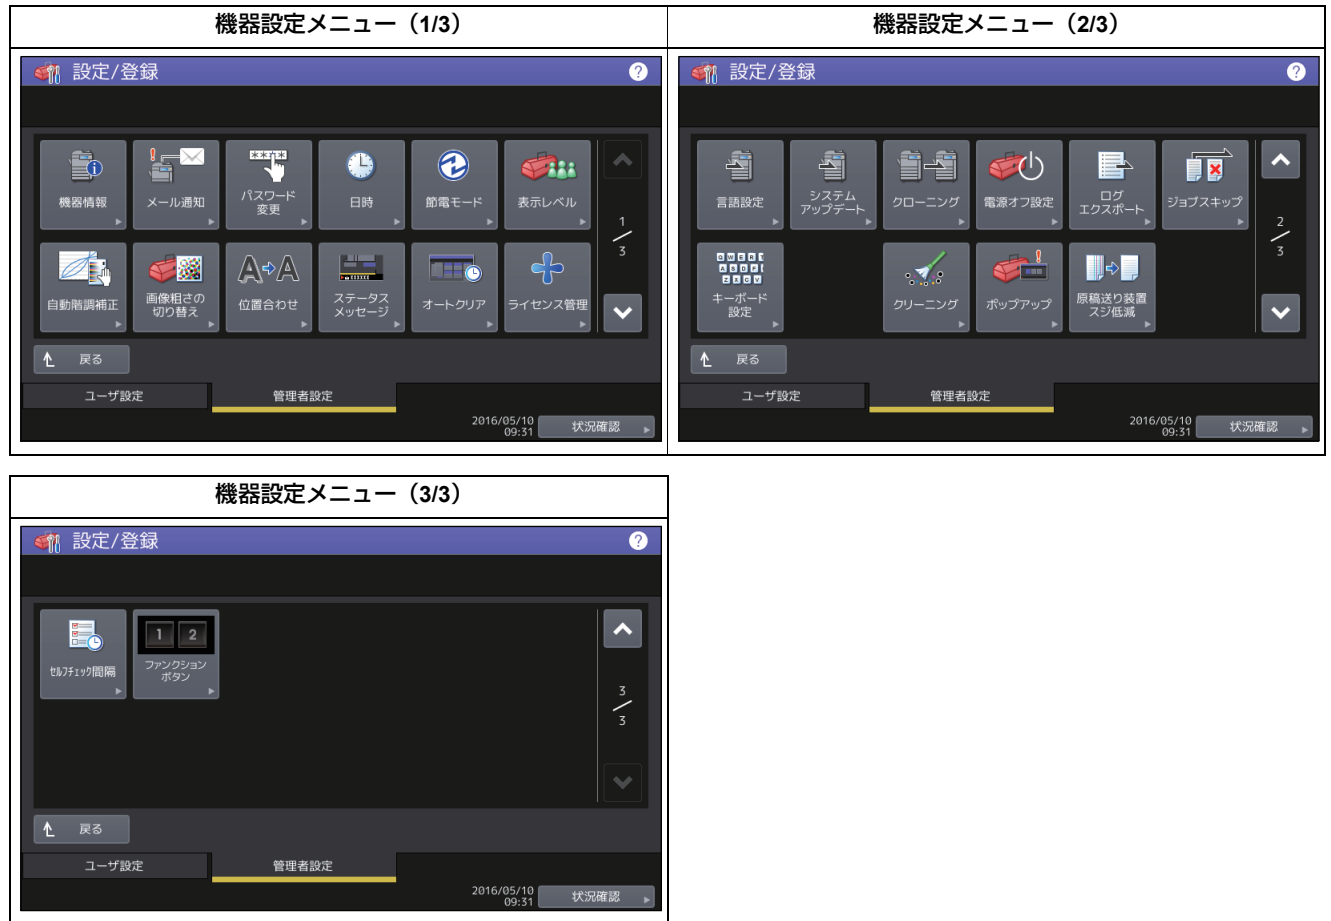 機器設定メニュー（1/3）
機器設定メニュー（2/3）
設定/登録
?
機器情報
メール通知
パスワード
変更
日時
節電モード
表示レベル
1
3
自動階調補正
画像粗さの
切り替え
A A
位置合わせ
ステータス
メッセージ
オートクリア
ライセンス管理
戻る
ユーザ設定
管理者設定
2016/05/10
09:31
状況確認
設定/登録
?
言語設定
システム
アップデート
クローニング
電源オフ設定
ログ
エクスポート
ジョブスキップ
2
3
キーボード
設定
クリーニング
ポップアップ
原稿送り装置
スジ低減
戻る
ユーザ設定
管理者設定
2016/05/10
09:31
状況確認
機器設定メニュー（3/3）
設定/登録
?
ｾﾙﾌﾁｪｯｸ間隔
1 2
ファンクション
ボタン
3
3
戻る
ユーザ設定
管理者設定
2016/05/10
09:31
状況確認